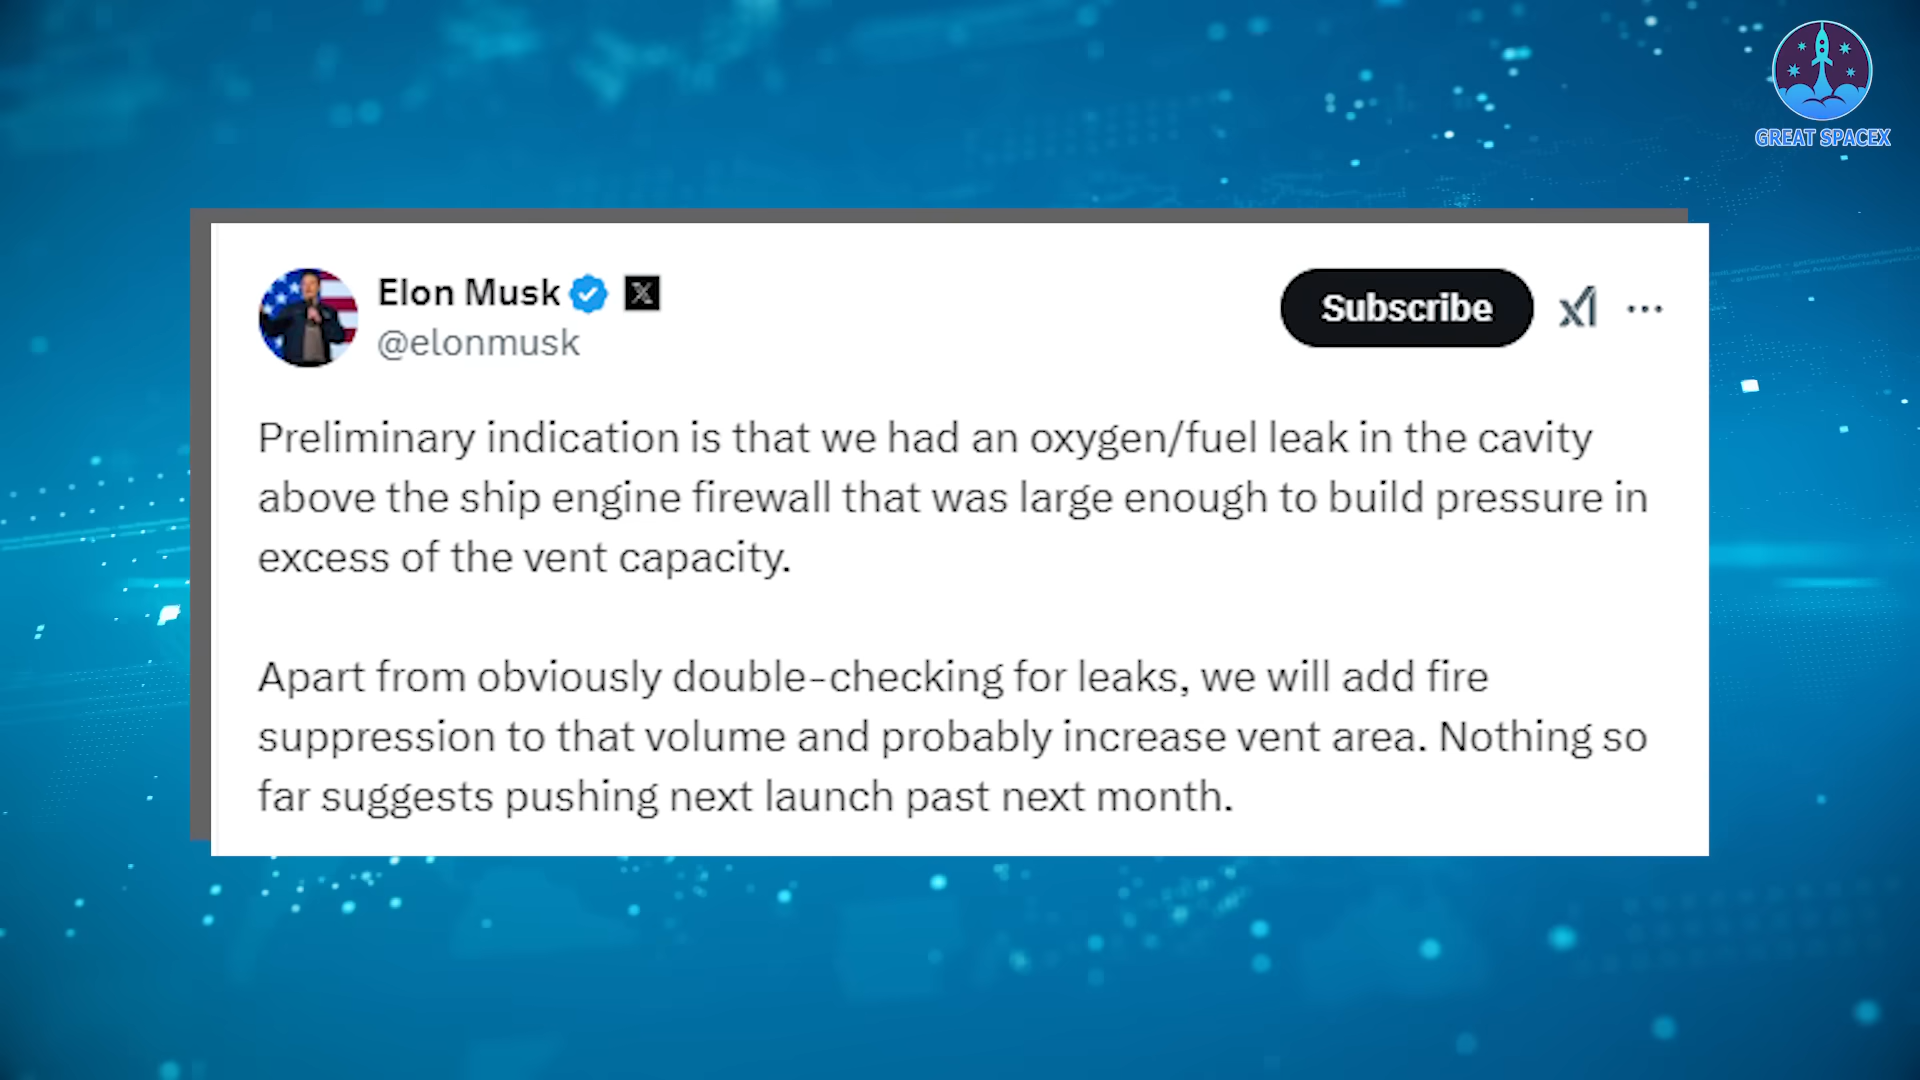 GREAT SPACEX
Elon Musk
@elonmusk
Subscribe
Preliminary indication is that we had an oxygen/fuel leak in the cavity
above the ship engine firewall that was large enough to build pressure in
excess of the vent capacity.
Apart from obviously double-checking for leaks, we will add fire
suppression to that volume and probably increase vent area. Nothing so
far suggests pushing next launch past next month.